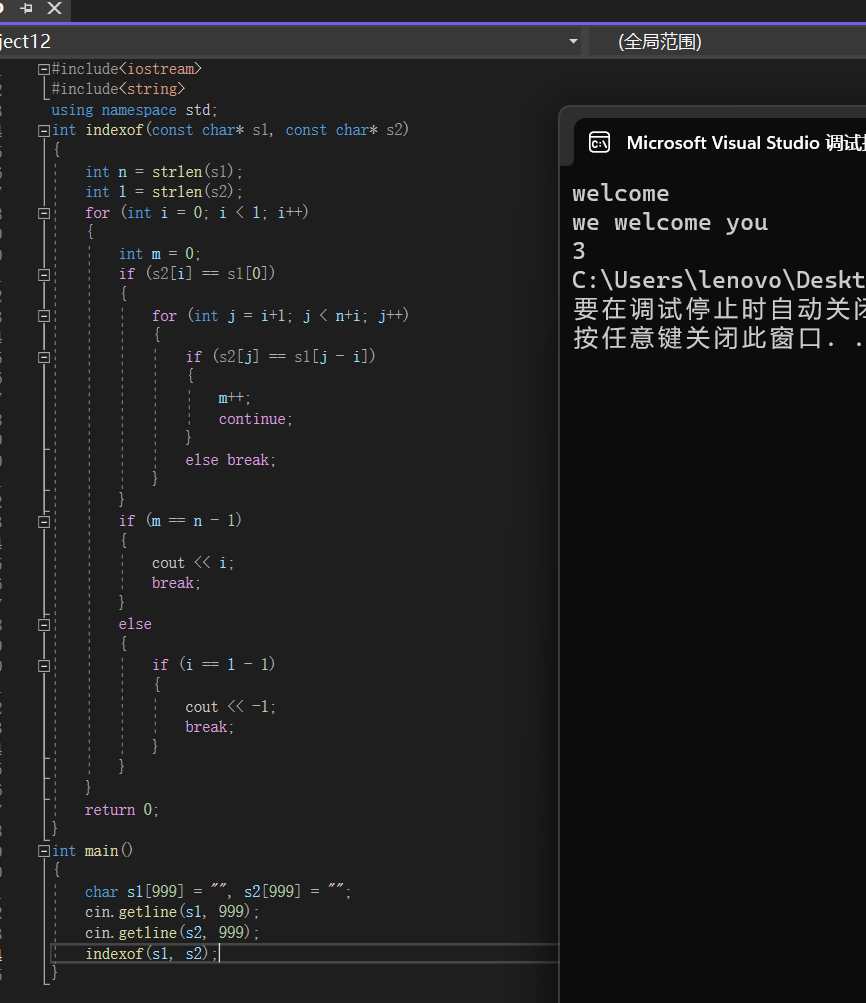 ject12
(全局范围)
#include<iostream>
#include<string>
using namespace std;
int indexof(const char* s1, const char* s2)
{
int n = strlen(s1);
int l = strlen(s2);
for (int i = 0; i < l; i++)
{
int m = 0;
if (s2[i] == s1[0])
{
for (int j = i+1; j < n+i; j++)
{
if (s2[j] == s1[j - i])
{
m++;
continue;
}
else break;
}
}
if (m == n - 1)
{
cout << i;
break;
}
else
{
if (i == l - 1)
{
cout << -1;
break;
}
}
}
return 0;
}
int main()
{
char s1[999] = "", s2[999] = "";
cin.getline(s1, 999);
cin.getline(s2, 999);
indexof(s1, s2);
}
Microsoft Visual Studio 调试
welcome
we welcome you
3
C:\Users\lenovo\Deskt
要在调试停止时自动关
按任意键关闭此窗口. .